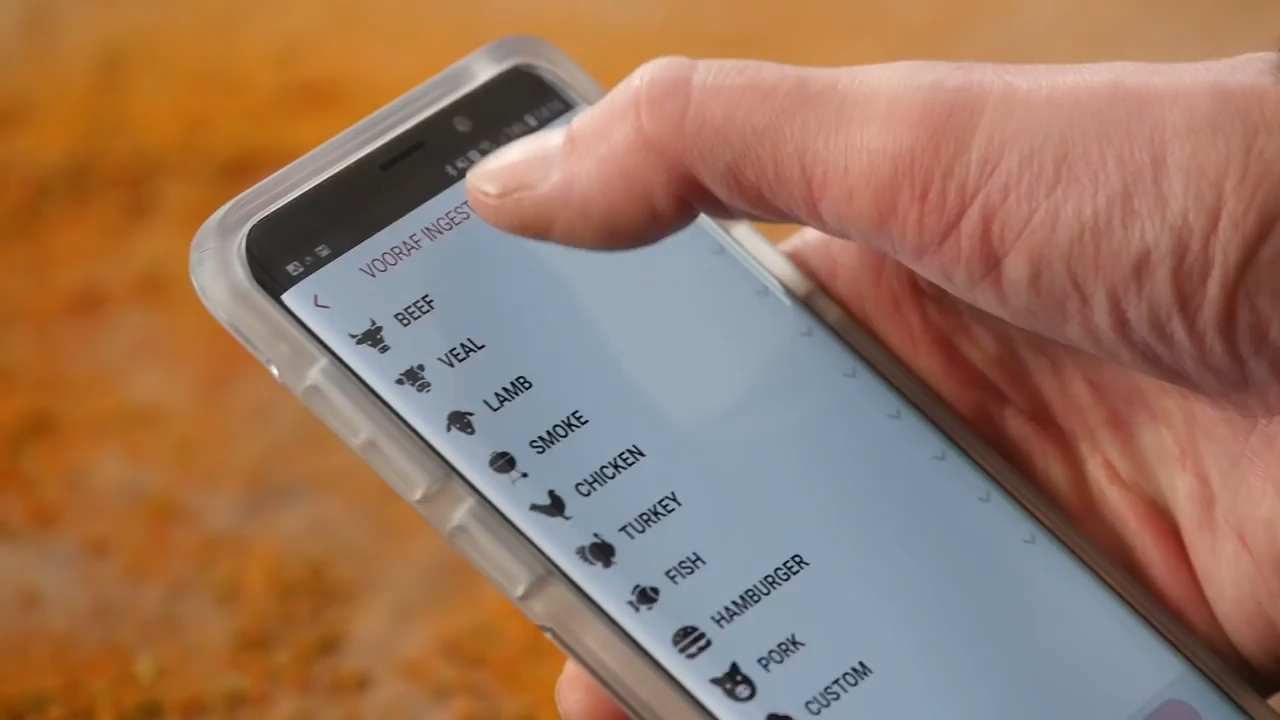 VOORAF INGEST
BEEF
VEAL
LAMB
SMOKE
CHICKEN
TURKEY
FISH
HAMBURGER
PORK
CUSTOM